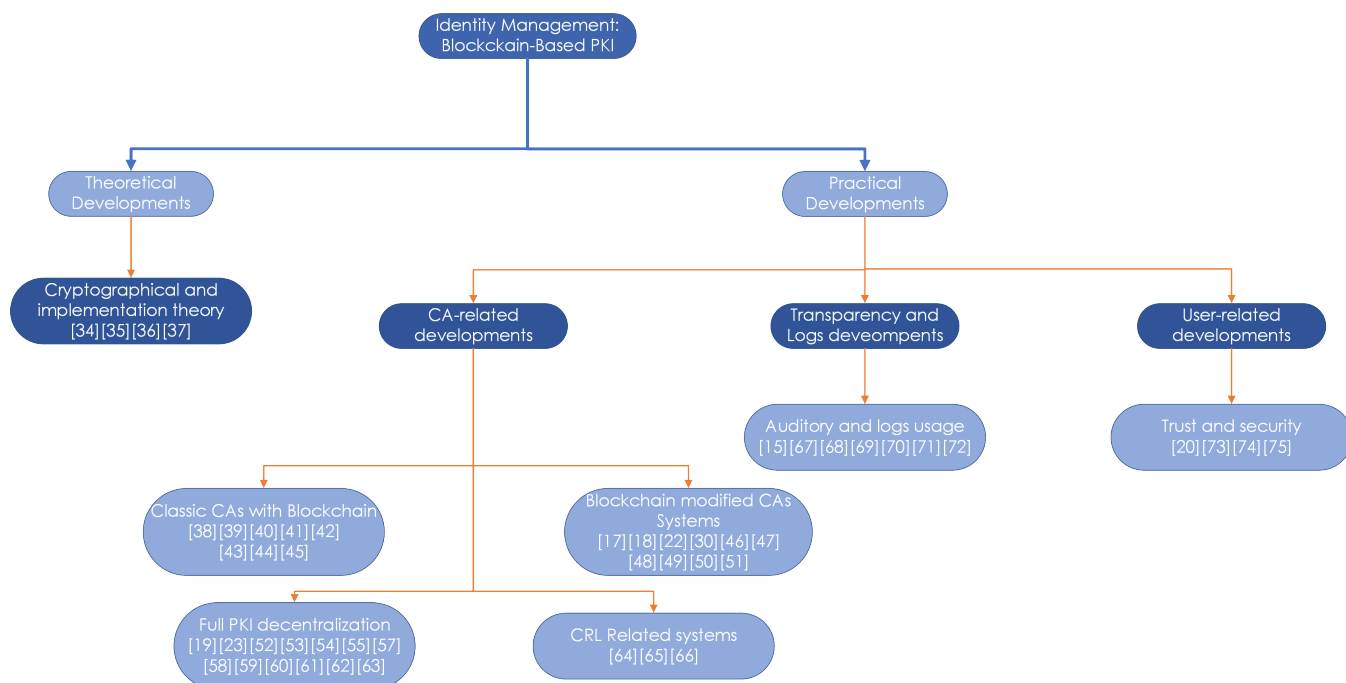 Identity Management:
Blockckain-Based PKI
Theoretical
Developments
Practical
Developments
Cryptographical and
implementation theory
[34][35][36][37]
CA-related
developments
Transparency and
Logs deveompents
User-related
developments
Auditory and logs usage
[15][67][68][69][70][71][72]
Trust and security
[20][73][74][75]
Classic CAs with Blockchain
[38][39][40][41][42]
[43][44][45]
Blockchain modified CAs
Systems
[17][18][22][30][46][47]
[48][49][50][51]
Full PKI decentralization
[19][23][52][53][54][55][57]
[58][59][60][61][62][63]
CRL Related systems
[64][65][66]